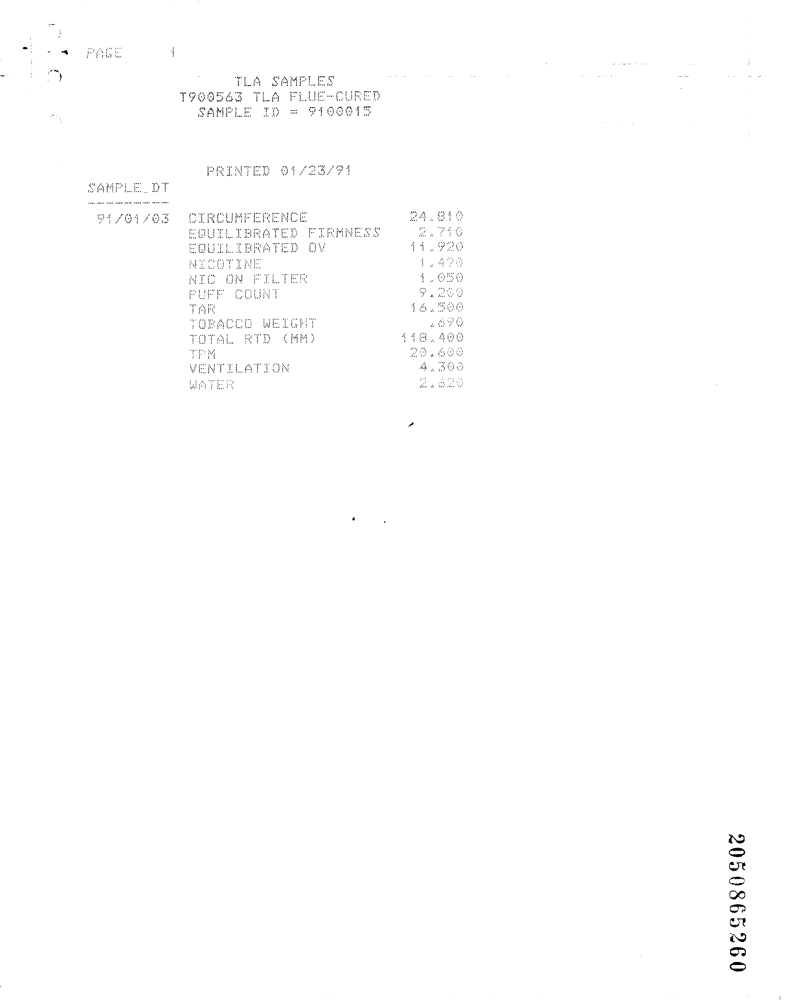 PAGE 1
TLA SAMPLES
T900563 TLA FLUE-CURED
SAMPLE ID = 9100015
PRINTED 01/23/91
SAMPLE_DT
---------
91/01/03 CIRCUMFERENCE 24.810
EQUILIBRATED FIRMNESS 2.710
EQUILIBRATED OV 11.920
NICOTINE 1.490
NIC ON FILTER 1.050
PUFF COUNT 9.200
TAR 16.500
TOBACCO WEIGHT .690
TOTAL RTD (MM) 118.400
TPM 20.600
VENTILATION 4.300
WATER 2.620
2050865260